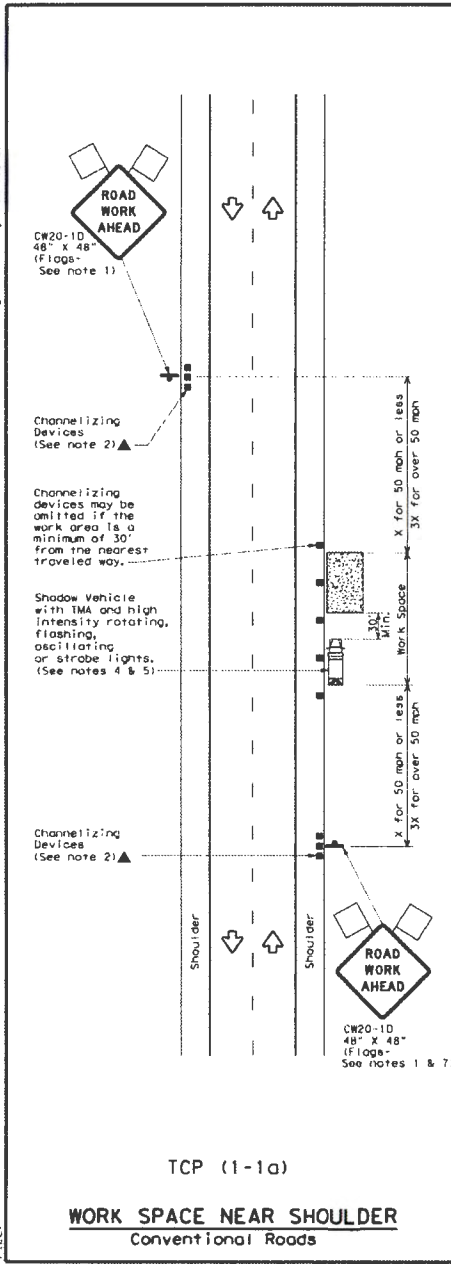 ROAD
WORK
AHEAD
CW20-1D
48" X 48"
(Flags-
See note 1)
Channelizing
Devices
(See note 2)▲
Channelizing
devices may be
omitted if the
work area is a
minimum of 30'
from the nearest
traveled way.
Shadow Vehicle
with TMA and high
intensity rotating,
flashing,
oscillating
or strobe lights.
(See notes 4 & 5)
X for 50 mph or less
3X for over 50 mph
30'
Min.
Work Space
X for 50 mph or less
3X for over 50 mph
Channelizing
Devices
(See note 2)▲
Shoulder
Shoulder
ROAD
WORK
AHEAD
CW20-1D
48" X 48"
(Flags-
See notes 1 & 7
TCP (1-1a)
WORK SPACE NEAR SHOULDER
Conventional Roads